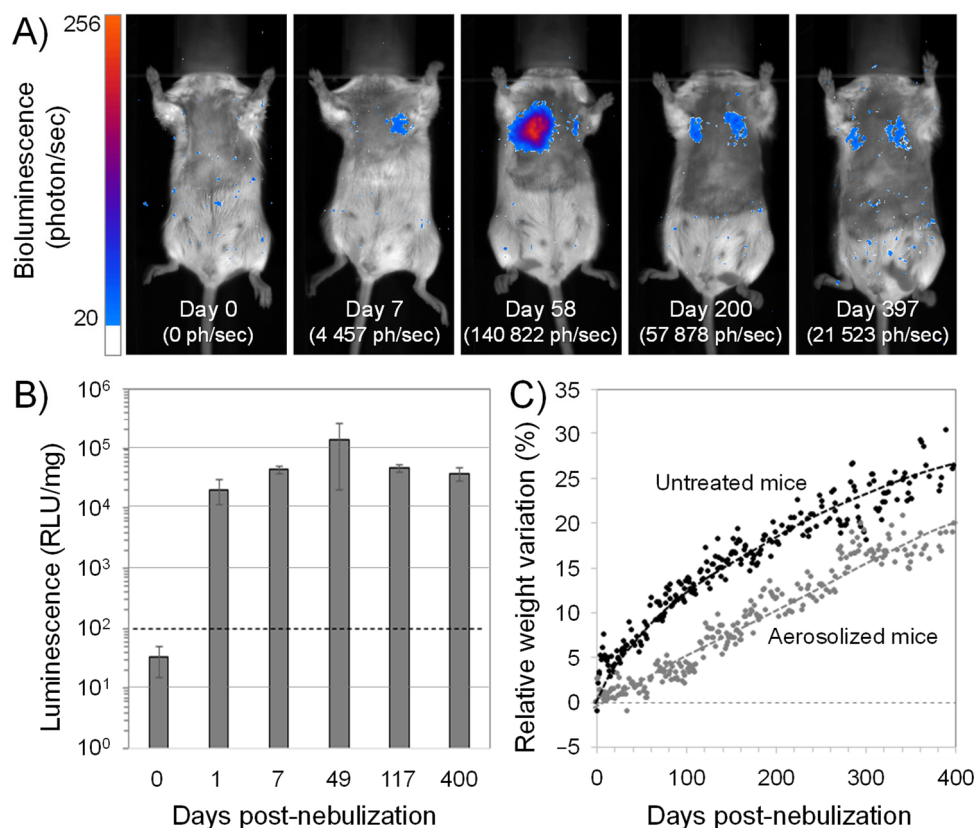 A)
256
20
Bioluminescence
(photon/sec)
Day 0
(0 ph/sec)
Day 7
(4 457 ph/sec)
Day 58
(140 822 ph/sec)
Day 200
(57 878 ph/sec)
Day 397
(21 523 ph/sec)
B)
Luminescence (RLU/mg)
10⁶
10⁵
10⁴
10³
10²
10¹
10⁰
0 1 7 49 117 400
Days post-nebulization
C)
Relative weight variation (%)
35
30
25
20
15
10
5
0
−5
Untreated mice
Aerosolized mice
0 100 200 300 400
Days post-nebulization